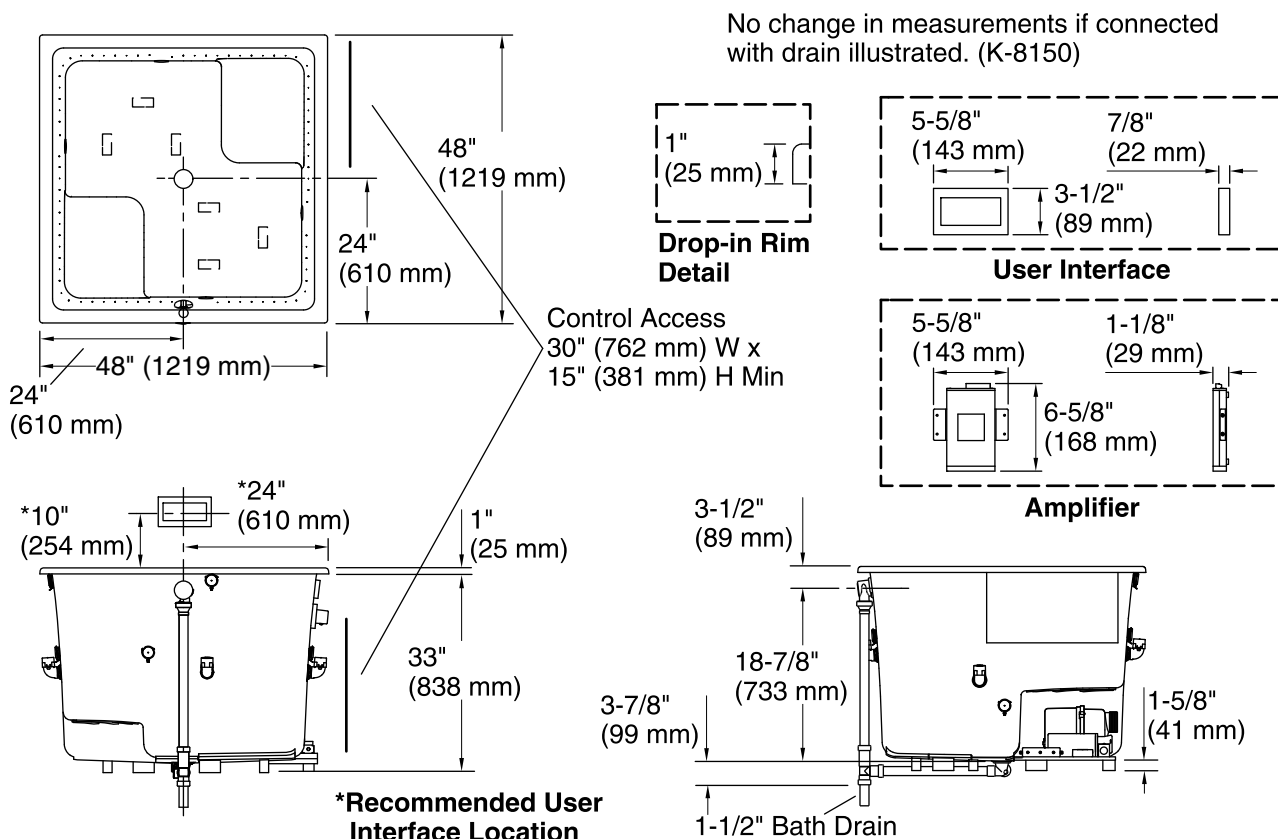 No change in measurements if connected
with drain illustrated. (K-8150)
48"
(1219 mm)
24"
(610 mm)
48" (1219 mm)
24"
(610 mm)
1"
(25 mm)
Drop-in Rim
Detail
5-5/8"
(143 mm)
7/8"
(22 mm)
3-1/2"
(89 mm)
User Interface
Control Access
30" (762 mm) W x
15" (381 mm) H Min
5-5/8"
(143 mm)
1-1/8"
(29 mm)
6-5/8"
(168 mm)
Amplifier
*10"
(254 mm)
*24"
(610 mm)
1"
(25 mm)
33"
(838 mm)
*Recommended User
Interface Location
3-1/2"
(89 mm)
18-7/8"
(733 mm)
3-7/8"
(99 mm)
1-5/8"
(41 mm)
1-1/2" Bath Drain